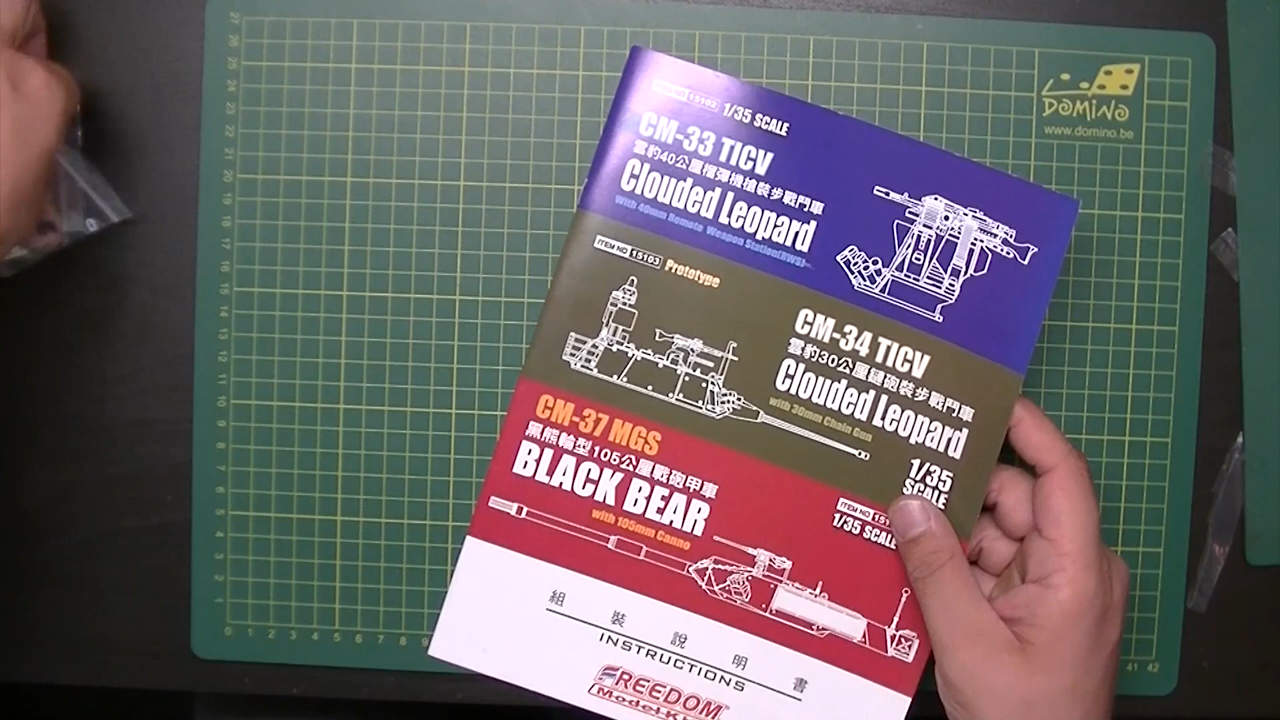 DOMINO
www.domino.be
15102 1/35 SCALE
CM-33 TICV
雲豹40公厘榴彈機槍裝步戰鬥車
Clouded Leopard
With 40mm Remote Weapon Station(RWS)
ITEM NO 15103 Prototype
CM-34 TICV
雲豹30公厘鏈砲裝步戰鬥車
Clouded Leopard
with 30mm Chain Gun
1/35
SCALE
CM-37 MGS
黑熊輪型105公厘戰砲甲車
BLACK BEAR
with 105mm Canno
ITEM NO
1/35 SCALE
組裝說明書
INSTRUCTIONS
FREEDOM
Model Ki